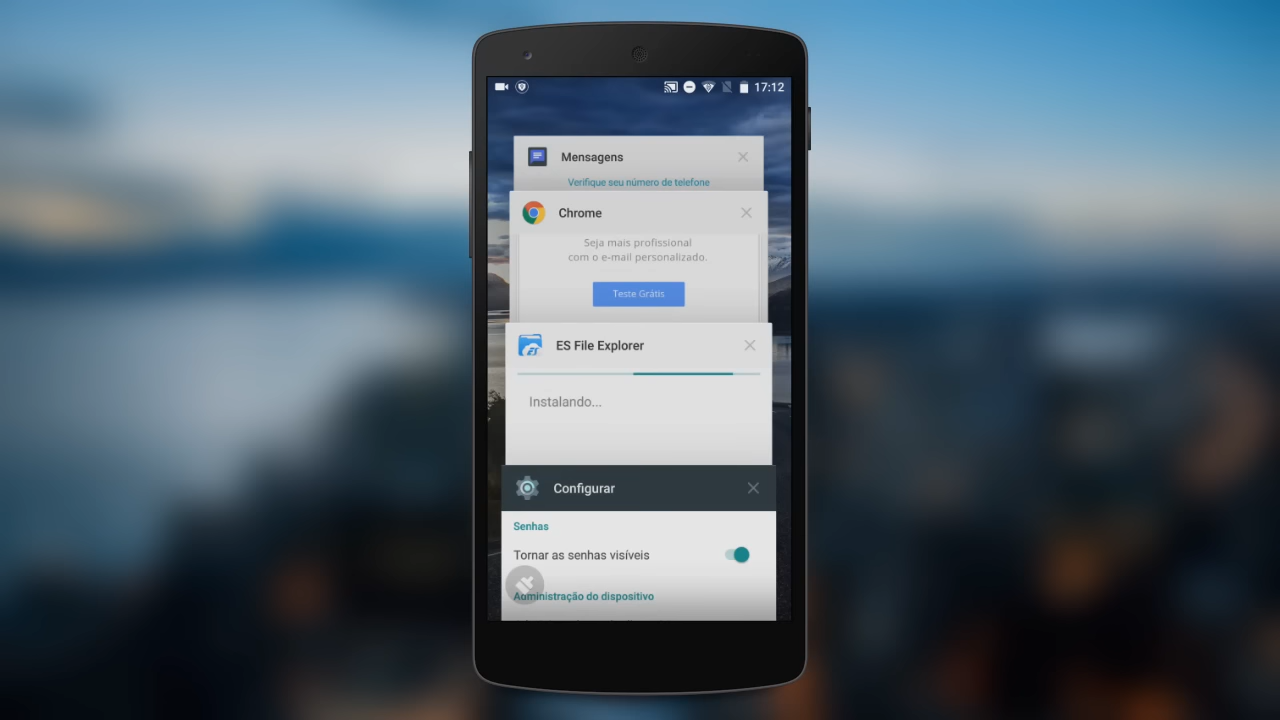 17:12
Mensagens
Verifique seu número de telefone
Chrome
Seja mais profissional
com o e-mail personalizado.
Teste Grátis
ES File Explorer
Instalando...
Configurar
Senhas
Tornar as senhas visíveis
Administração do dispositivo